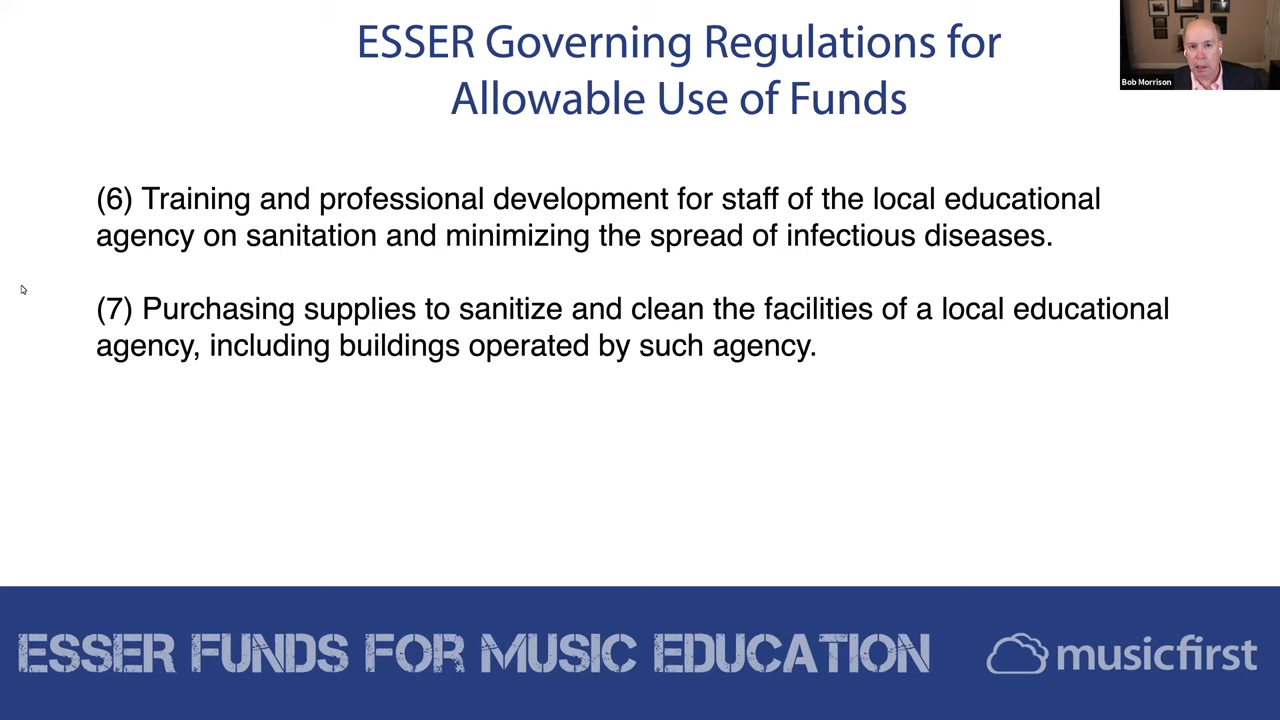 ESSER Governing Regulations for
Allowable Use of Funds
Bob Morrison
(6) Training and professional development for staff of the local educational
agency on sanitation and minimizing the spread of infectious diseases.
(7) Purchasing supplies to sanitize and clean the facilities of a local educational
agency, including buildings operated by such agency.
ESSER FUNDS FOR MUSIC EDUCATION
musicfirst